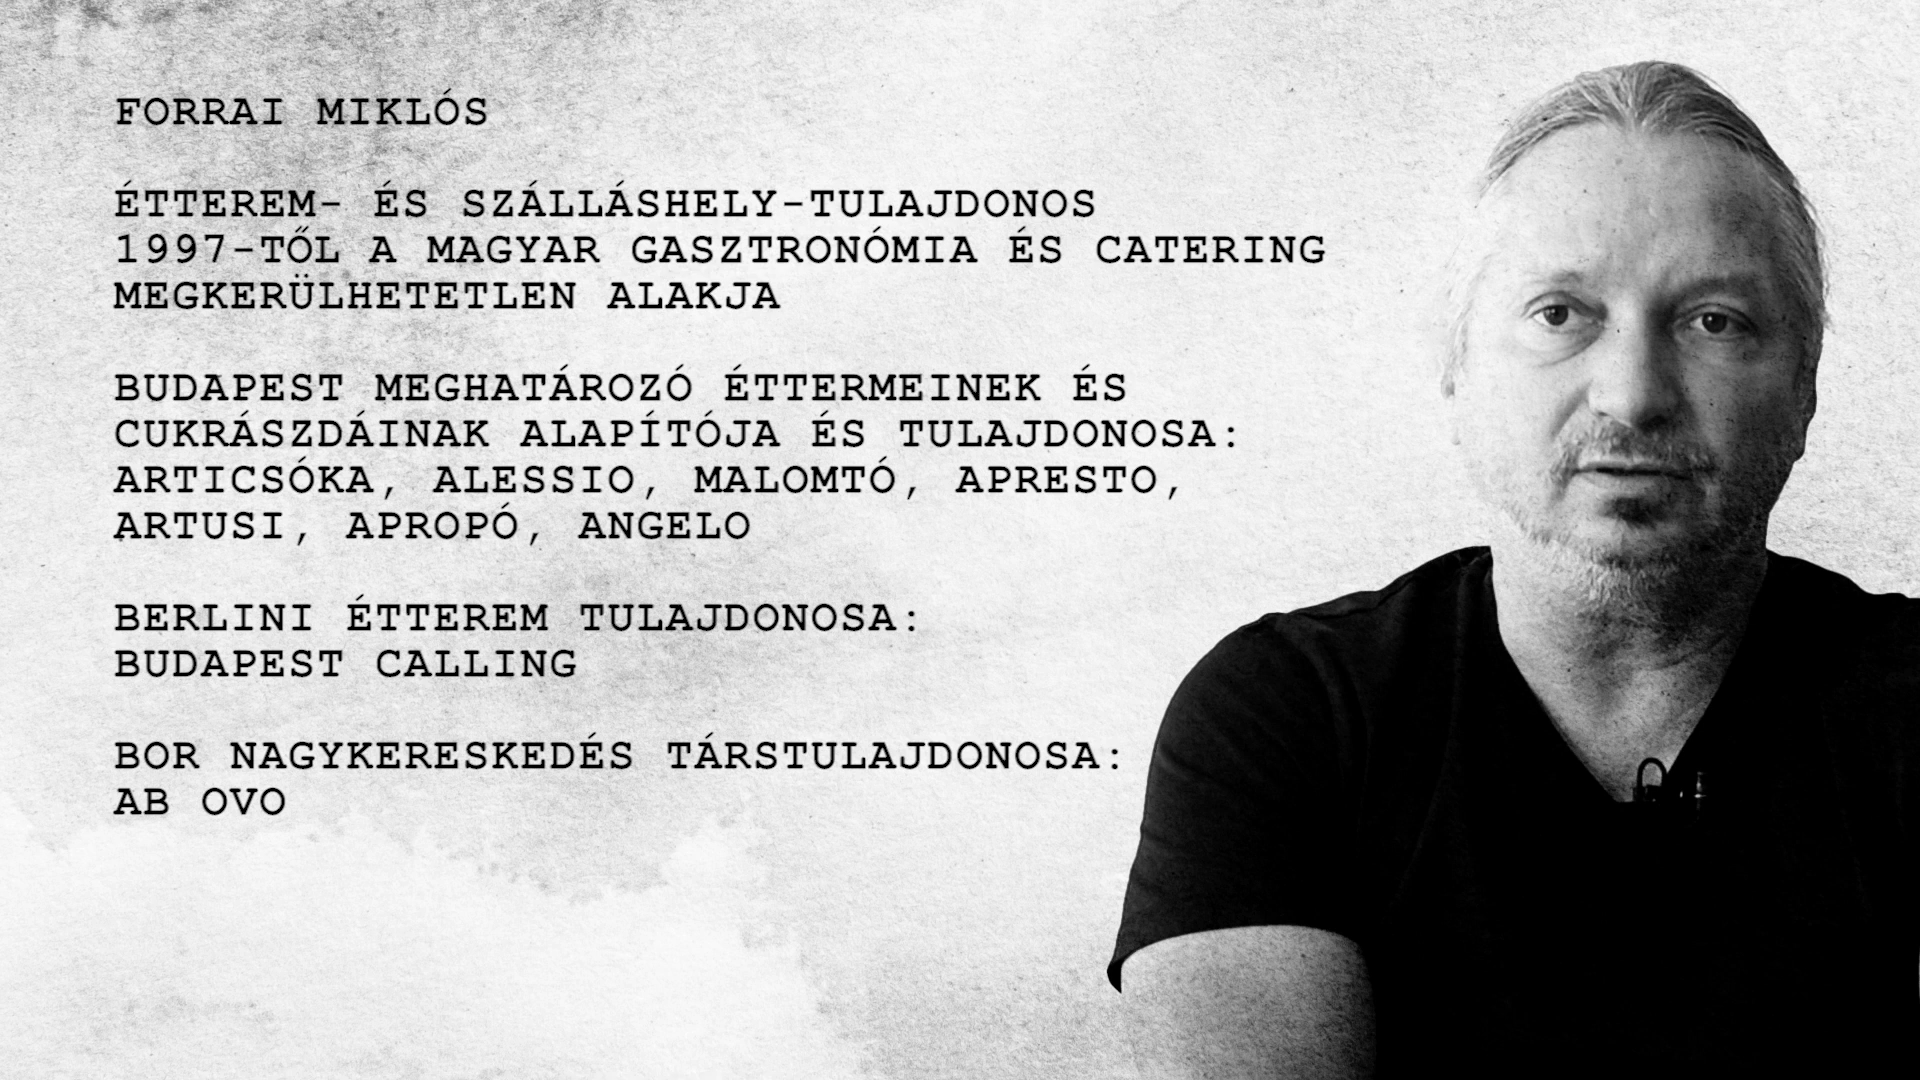 FORRAI MIKLÓS
ÉTTEREM- ÉS SZÁLLÁSHELY-TULAJDONOS
1997-TŐL A MAGYAR GASZTRONÓMIA ÉS CATERING
MEGKERÜLHETETLEN ALAKJA
BUDAPEST MEGHATÁROZÓ ÉTTERMEINEK ÉS
CUKRÁSZDÁINAK ALAPÍTÓJA ÉS TULAJDONOSA:
ARTICSÓKA, ALESSIO, MALOMTÓ, APRESTO,
ARTUSI, APROPÓ, ANGELO
BERLINI ÉTTEREM TULAJDONOSA:
BUDAPEST CALLING
BOR NAGYKERESKEDÉS TÁRSTULAJDONOSA:
AB OVO